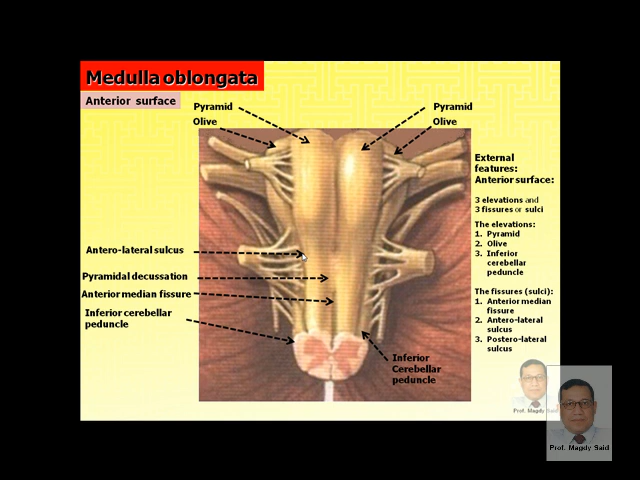 Medulla oblongata
Anterior surface
Pyramid
Olive
Pyramid
Olive
Antero-lateral sulcus
Pyramidal decussation
Anterior median fissure
Inferior cerebellar
peduncle
Inferior
Cerebellar
peduncle
External
features:
Anterior surface:
3 elevations and
3 fissures or sulci
The elevations:
1. Pyramid
2. Olive
3. Inferior
cerebellar
peduncle
The fissures (sulci):
1. Anterior median
fissure
2. Antero-lateral
sulcus
3. Postero-lateral
sulcus
Prof. Magdy Said
Prof. Magdy Said